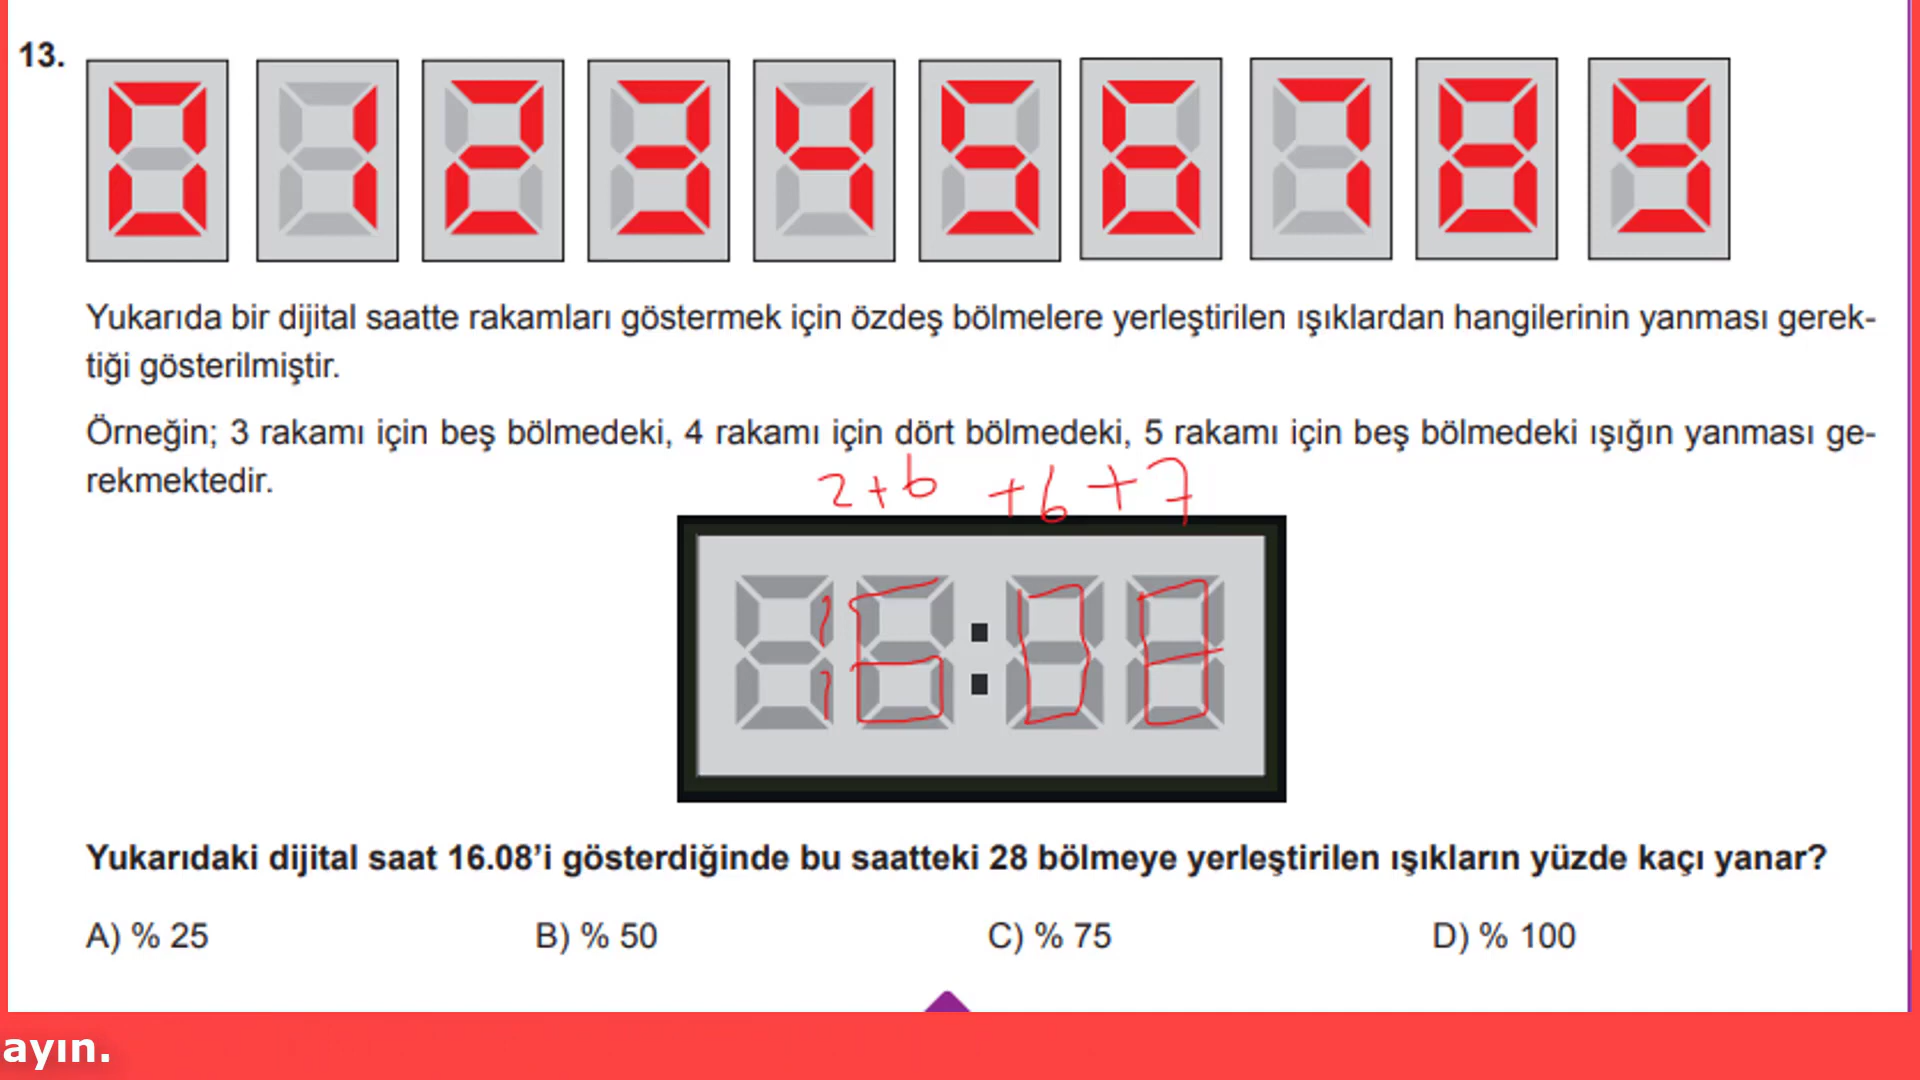 13.
Yukarıda bir dijital saatte rakamları göstermek için özdeş bölmelere yerleştirilen ışıklardan hangilerinin yanması gerek-
tiği gösterilmiştir.
Örneğin; 3 rakamı için beş bölmedeki, 4 rakamı için dört bölmedeki, 5 rakamı için beş bölmedeki ışığın yanması ge-
rekmektedir.
2+6 +6+7
16:08
Yukarıdaki dijital saat 16.08’i gösterdiğinde bu saatteki 28 bölmeye yerleştirilen ışıkların yüzde kaçı yanar?
A) % 25 B) % 50 C) % 75 D) % 100
ayın.